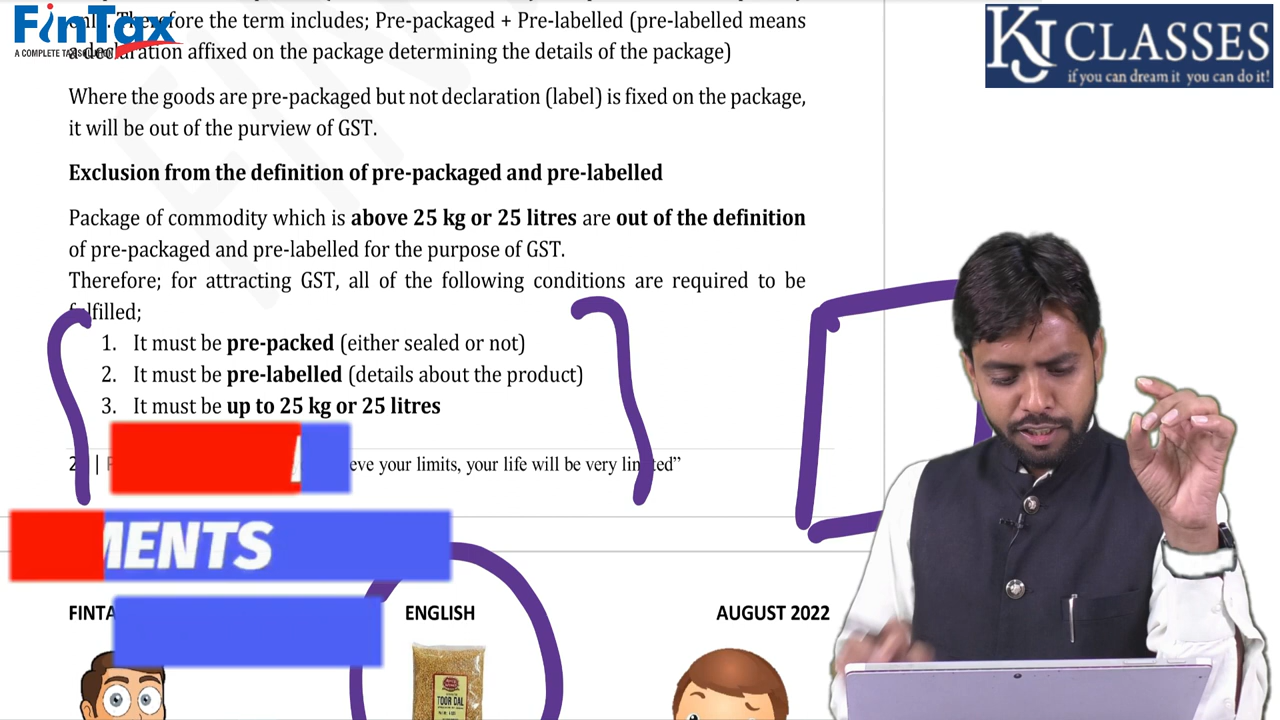 FinTax
KJ CLASSES
if you can dream it you can do it!
only. Therefore the term includes; Pre-packaged + Pre-labelled (pre-labelled means
a declaration affixed on the package determining the details of the package)
Where the goods are pre-packaged but not declaration (label) is fixed on the package,
it will be out of the purview of GST.
Exclusion from the definition of pre-packaged and pre-labelled
Package of commodity which is above 25 kg or 25 litres are out of the definition
of pre-packaged and pre-labelled for the purpose of GST.
Therefore; for attracting GST, all of the following conditions are required to be
fulfilled;
1. It must be pre-packed (either sealed or not)
2. It must be pre-labelled (details about the product)
3. It must be up to 25 kg or 25 litres
your limits, your life will be very limited”
MENTS
FINTA
ENGLISH
AUGUST 2022
TOOR DAL